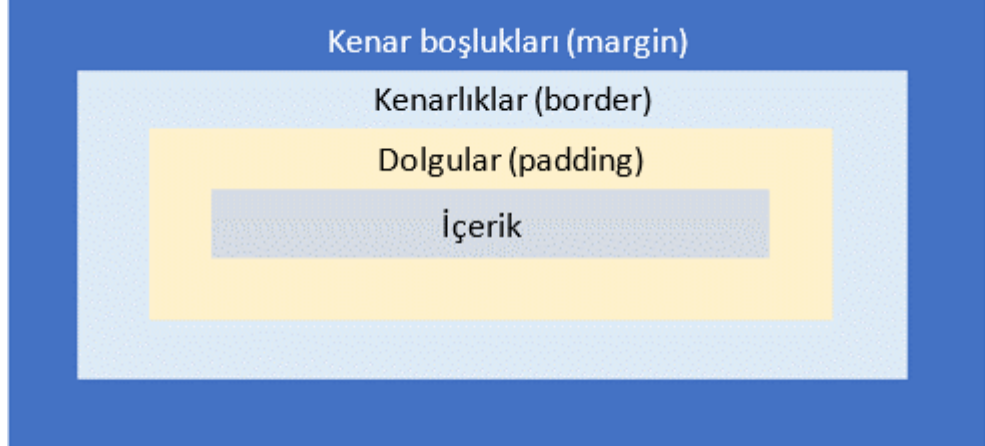 Kenar boşlukları (margin)
Kenarlıklar (border)
Dolgular (padding)
İçerik